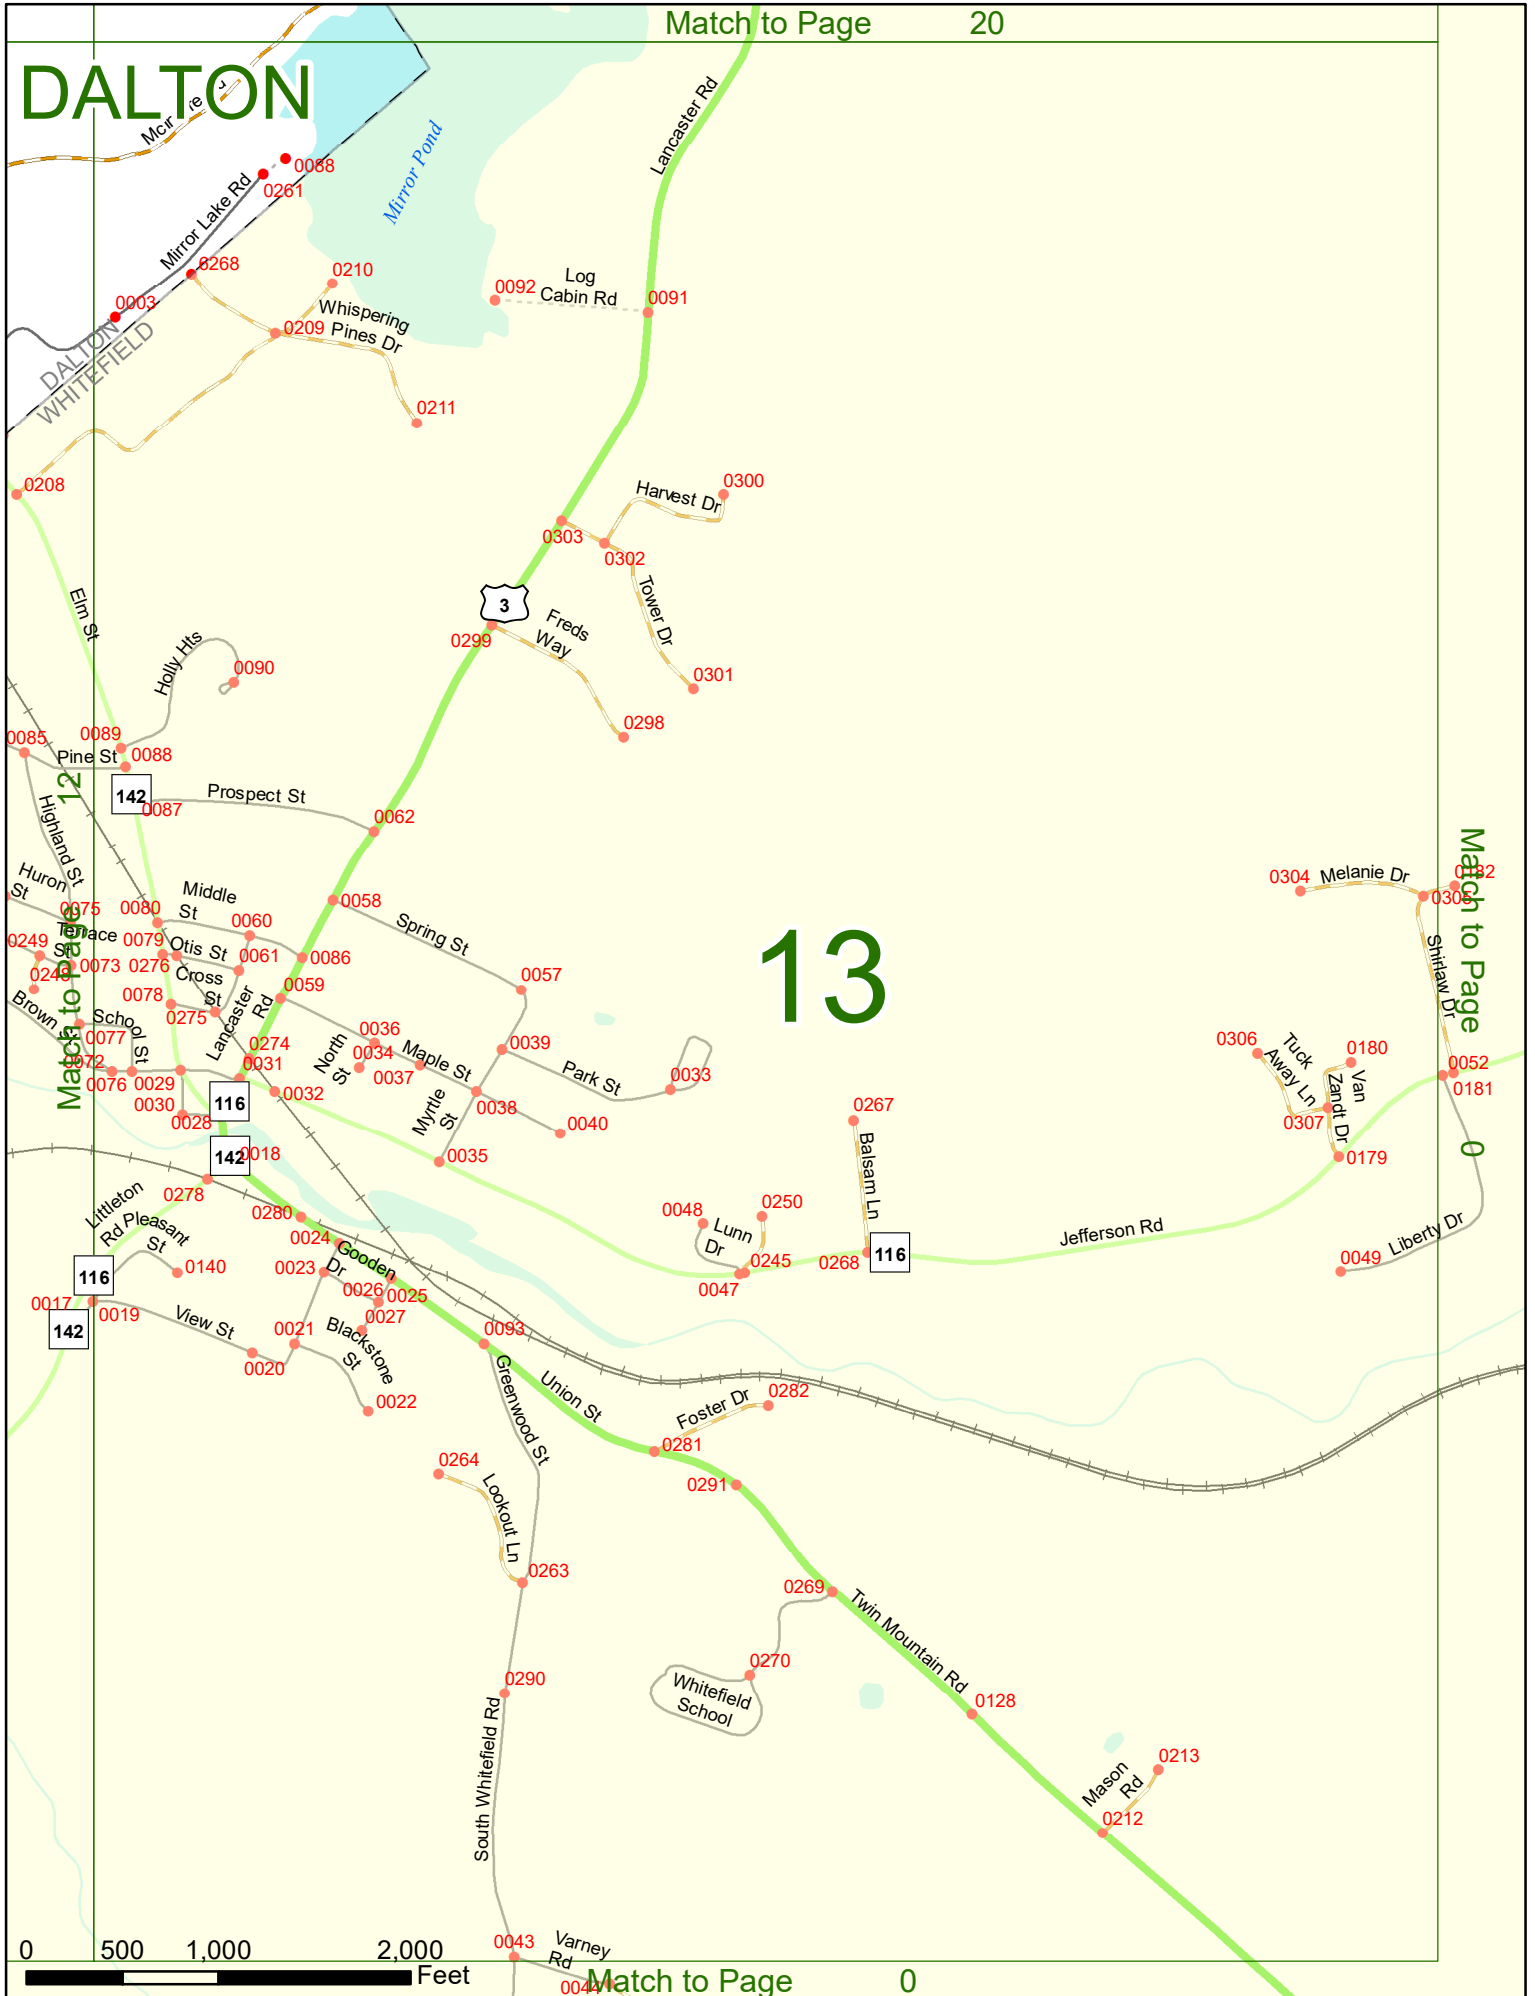 Match to Page 20
DALTON
Lancaster Rd
Mirror Pond
0088
0261
Mirror Lake Rd
6268
0003
DALTON
WHITEFIELD
0210
Whispering
Pines Dr
0209
0211
0092
Log
Cabin Rd
0091
0208
Harvest Dr
0300
0303
0302
Tower Dr
3
0299
Freds
Way
0301
0298
Elm St
Holly Hts
0090
0085
0089
0088
Pine St
142
0087
Prospect St
0062
Highland St
Match to Page 12
Huron
St
0075
0080
Middle
St
0060
0058
Spring St
Terrace
St
0079
Otis St
0249
0073
0276
0061
0086
Cross
St
0248
0078
0275
0059
0057
Brown St
School St
0077
Lancaster
Rd
0072
0076
0029
0274
0031
0030
0028
0032
116
North
St
0036
0034
0037
Maple St
0039
Park St
0033
0038
0040
Myrtle
St
0035
142
0018
0278
13
0304
Melanie Dr
0182
0305
Shirlaw Dr
Match to Page 0
0306
Tuck
Away Ln
0180
Van
Zandt Dr
0307
0179
0052
0181
0267
Balsam Ln
0268
116
Jefferson Rd
Liberty Dr
0049
0048
Lunn
Dr
0250
0245
0047
Littleton
Rd
Pleasant
St
0140
116
0017
0019
142
View St
0020
0021
0280
0024
0023
Gooden
Dr
0026
0025
0027
Blackstone
St
0022
0093
Greenwood St
Union St
Foster Dr
0282
0281
0291
0264
Lookout Ln
0263
0269
Twin Mountain Rd
0270
Whitefield
School
0290
South Whitefield Rd
0128
Mason
Rd
0213
0212
0043
Varney
Rd
0044
0 500 1,000 2,000
Feet
Match to Page 0